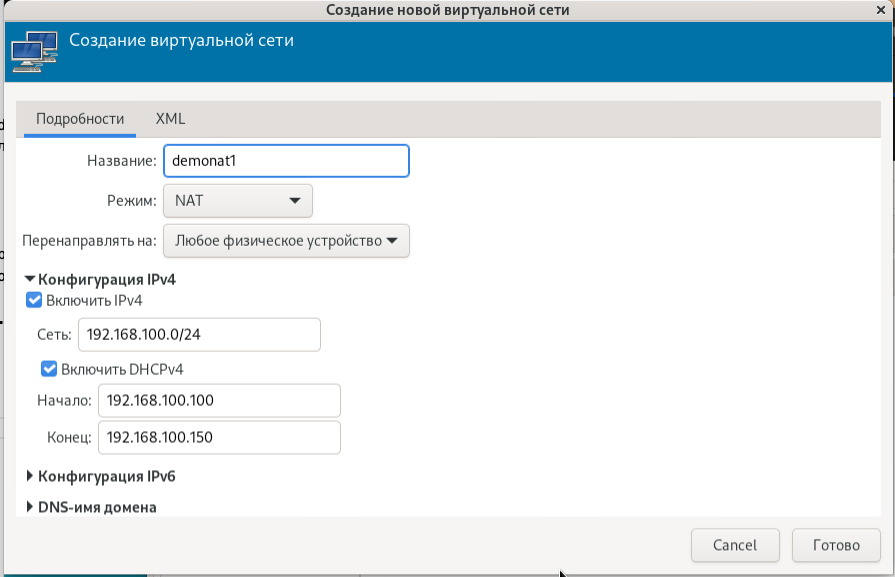 Создание новой виртуальной сети
Создание виртуальной сети
Подробности XML
Название: demonat1
Режим: NAT
Перенаправлять на: Любое физическое устройство
Конфигурация IPv4
Включить IPv4
Сеть: 192.168.100.0/24
Включить DHCPv4
Начало: 192.168.100.100
Конец: 192.168.100.150
Конфигурация IPv6
DNS-имя домена
Cancel Готово